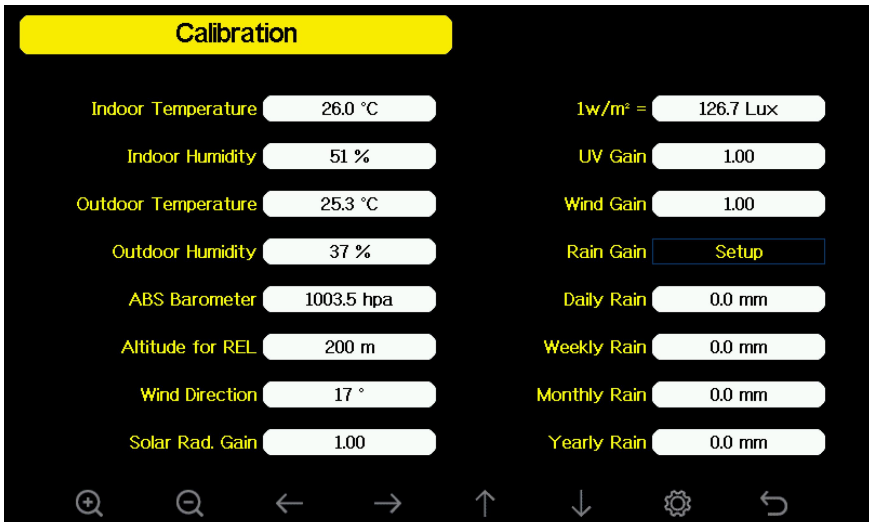 Calibration
Indoor Temperature 26.0 °C
Indoor Humidity 51 %
Outdoor Temperature 25.3 °C
Outdoor Humidity 37 %
ABS Barometer 1003.5 hpa
Altitude for REL 200 m
Wind Direction 17 °
Solar Rad. Gain 1.00
1w/m² = 126.7 Lux
UV Gain 1.00
Wind Gain 1.00
Rain Gain Setup
Daily Rain 0.0 mm
Weekly Rain 0.0 mm
Monthly Rain 0.0 mm
Yearly Rain 0.0 mm